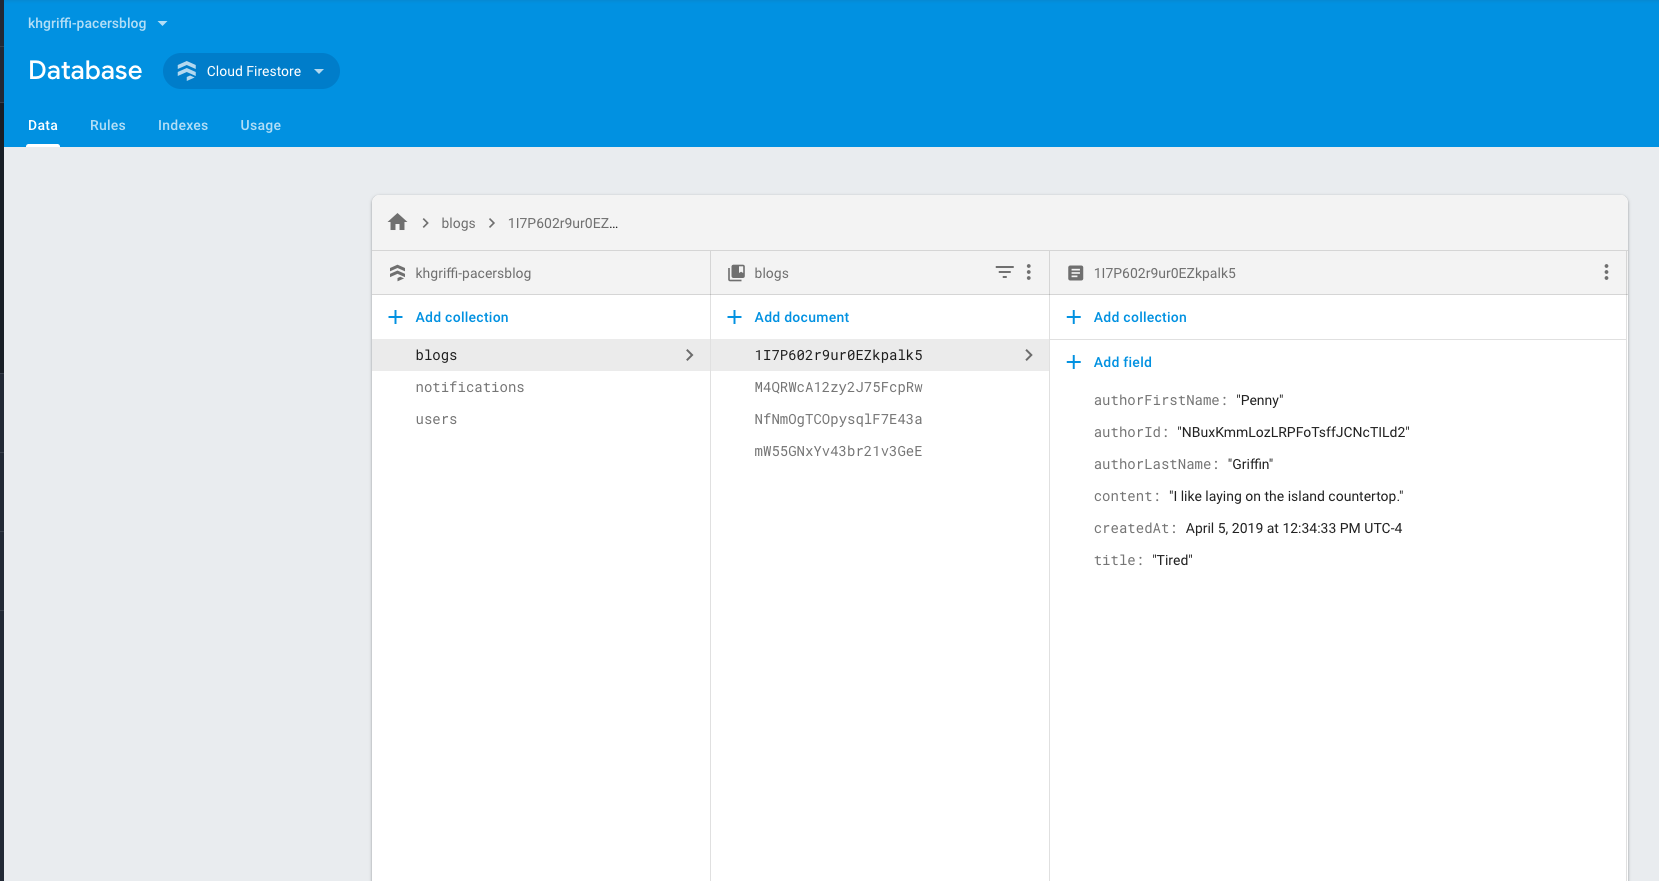 khgriffi-pacersblog
Database Cloud Firestore
Data Rules Indexes Usage
blogs 1I7P602r9ur0EZ...
khgriffi-pacersblog blogs 1I7P602r9ur0EZkpalk5
Add collection Add document Add collection
blogs 1I7P602r9ur0EZkpalk5 Add field
notifications M4QRWcA12zy2J75FcpRw
users NfNmOgTCOpysqlF7E43a
mW55GNxYv43br21v3GeE
authorFirstName: "Penny"
authorId: "NBuxKmmLozLRPFoTsffJCNcTILd2"
authorLastName: "Griffin"
content: "I like laying on the island countertop."
createdAt: April 5, 2019 at 12:34:33 PM UTC-4
title: "Tired"